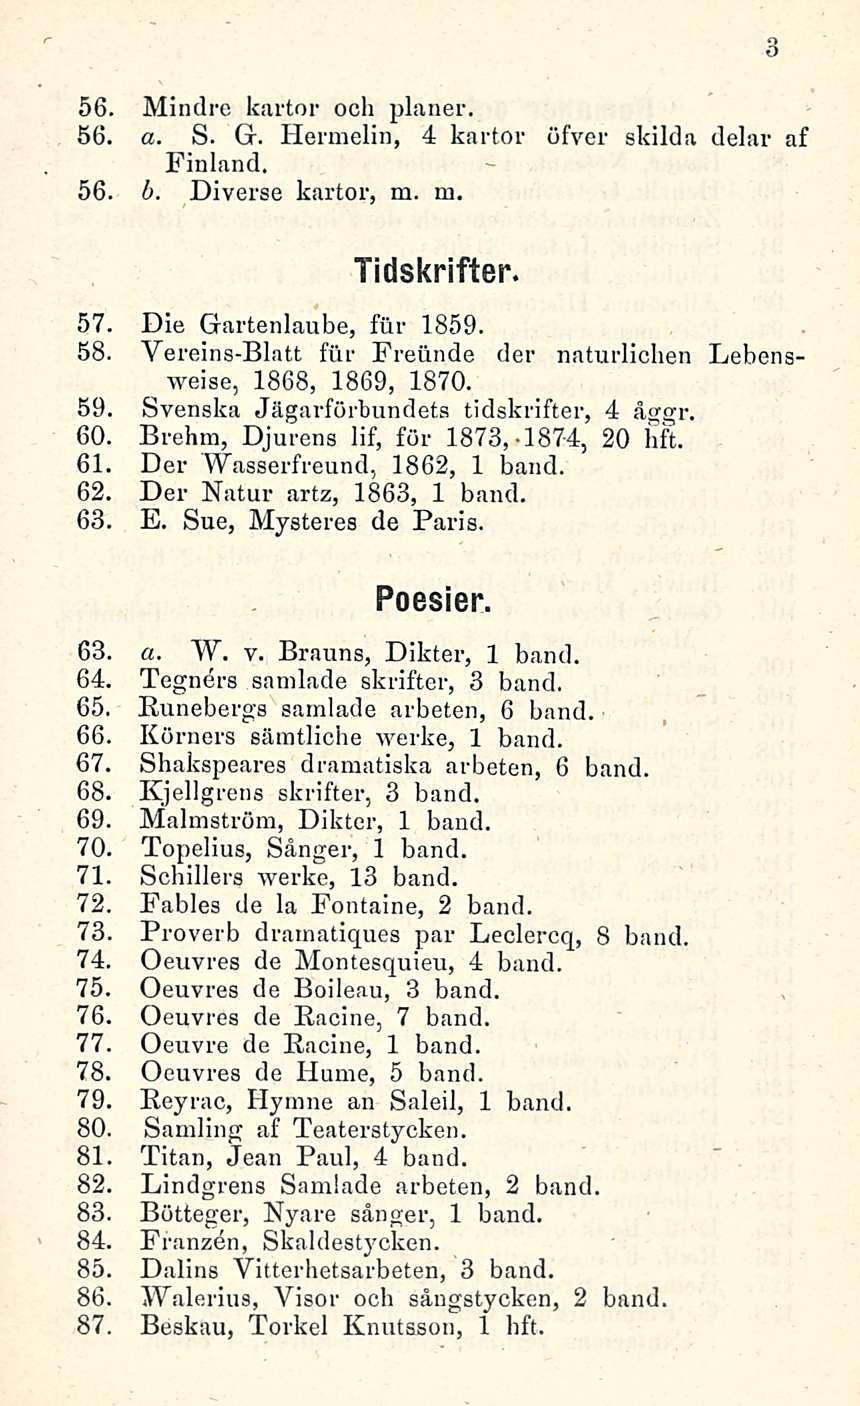 3
56. Mindre kartor och planer.
56. a. S. G. Hermelin, 4 kartor öfver skilda delar af
Finland.
56. b. Diverse kartor, m. m.
Tidskrifter.
57. Die Gartenlaube, für 1859.
58. Vereins-Blatt für Freünde der naturlichen Lebens-
weise, 1868, 1869, 1870.
59. Svenska Jägarförbundets tidskrifter, 4 åggr.
60. Brehm, Djurens lif, för 1873, 1874, 20 hft.
61. Der Wasserfreund, 1862, 1 band.
62. Der Natur artz, 1863, 1 band.
63. E. Sue, Mysteres de Paris.
Poesier.
63. a. W. v. Brauns, Dikter, 1 band.
64. Tegnérs samlade skrifter, 3 band.
65. Runebergs samlade arbeten, 6 band.
66. Körners sämtliche werke, 1 band.
67. Shakspeares dramatiska arbeten, 6 band.
68. Kjellgrens skrifter, 3 band.
69. Malmström, Dikter, 1 band.
70. Topelius, Sånger, 1 band.
71. Schillers werke, 13 band.
72. Fables de la Fontaine, 2 band.
73. Proverb dramatiques par Leclercq, 8 band.
74. Oeuvres de Montesquieu, 4 band.
75. Oeuvres de Boileau, 3 band.
76. Oeuvres de Racine, 7 band.
77. Oeuvre de Racine, 1 band.
78. Oeuvres de Hume, 5 band.
79. Reyrac, Hymne an Saleil, 1 band.
80. Samling af Teaterstycken.
81. Titan, Jean Paul, 4 band.
82. Lindgrens Samlade arbeten, 2 band.
83. Bötteger, Nyare sånger, 1 band.
84. Franzén, Skaldestycken.
85. Dalins Vitterhetsarbeten, 3 band.
86. Walerius, Visor och sångstycken, 2 band.
87. Beskau, Torkel Knutsson, 1 hft.